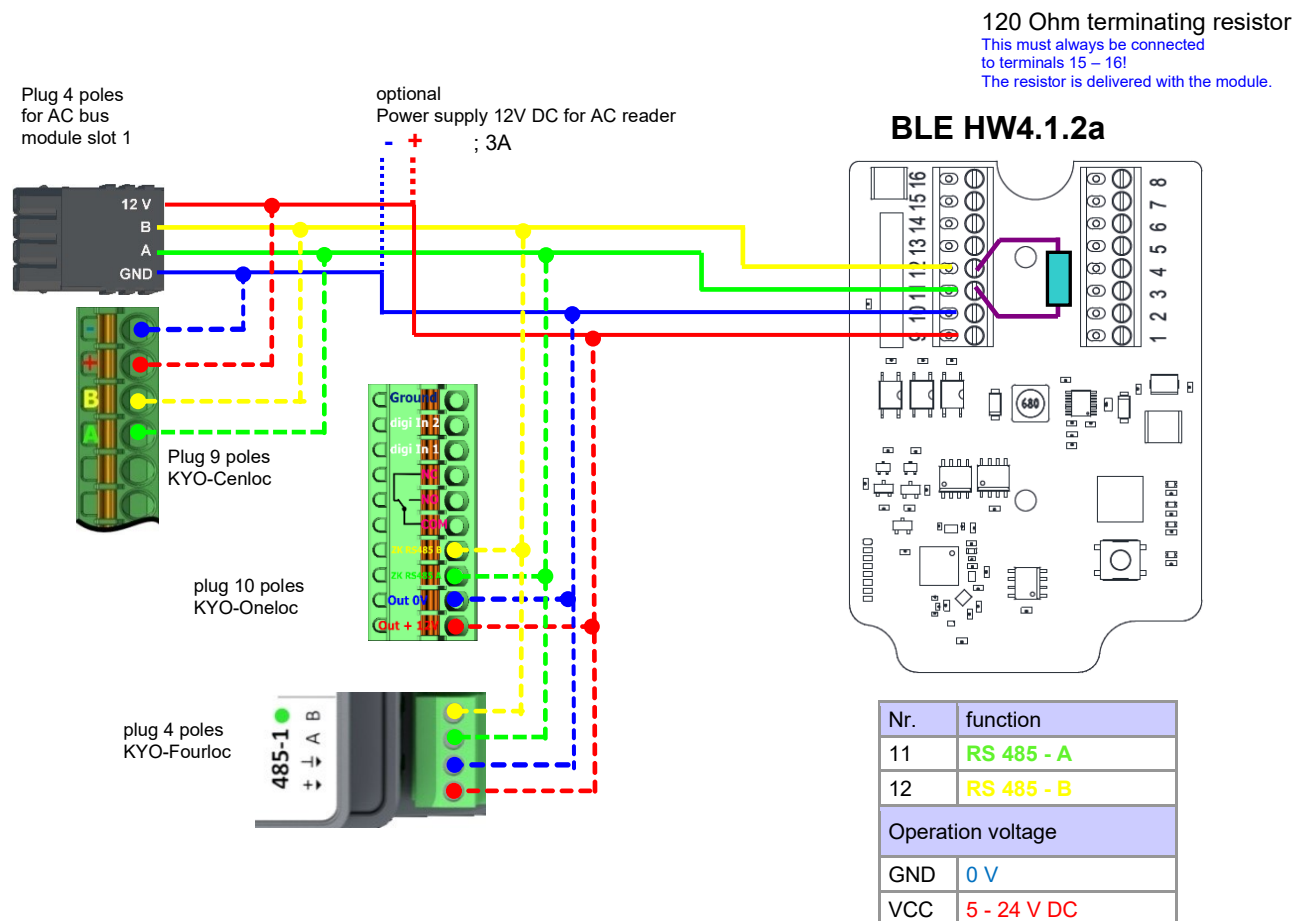 120 Ohm terminating resistor
This must always be connected
to terminals 15 – 16!
The resistor is delivered with the module.
Plug 4 poles
for AC bus
module slot 1
optional
Power supply 12V DC for AC reader
- +
; 3A
BLE HW4.1.2a
12 V
B
A
GND
16
15
14
13
12
11
10
9
8
7
6
5
4
3
2
1
-
+
B
A
Plug 9 poles
KYO-Cenloc
Ground
digi In 2
digi In 1
COM
ZK RS485 B
ZK RS485 A
Out 0V
Out + 12V
680
plug 10 poles
KYO-Oneloc
plug 4 poles
KYO-Fourloc
485-1
+ A B
Nr. function
11 RS 485 - A
12 RS 485 - B
Operation voltage
GND 0 V
VCC 5 - 24 V DC